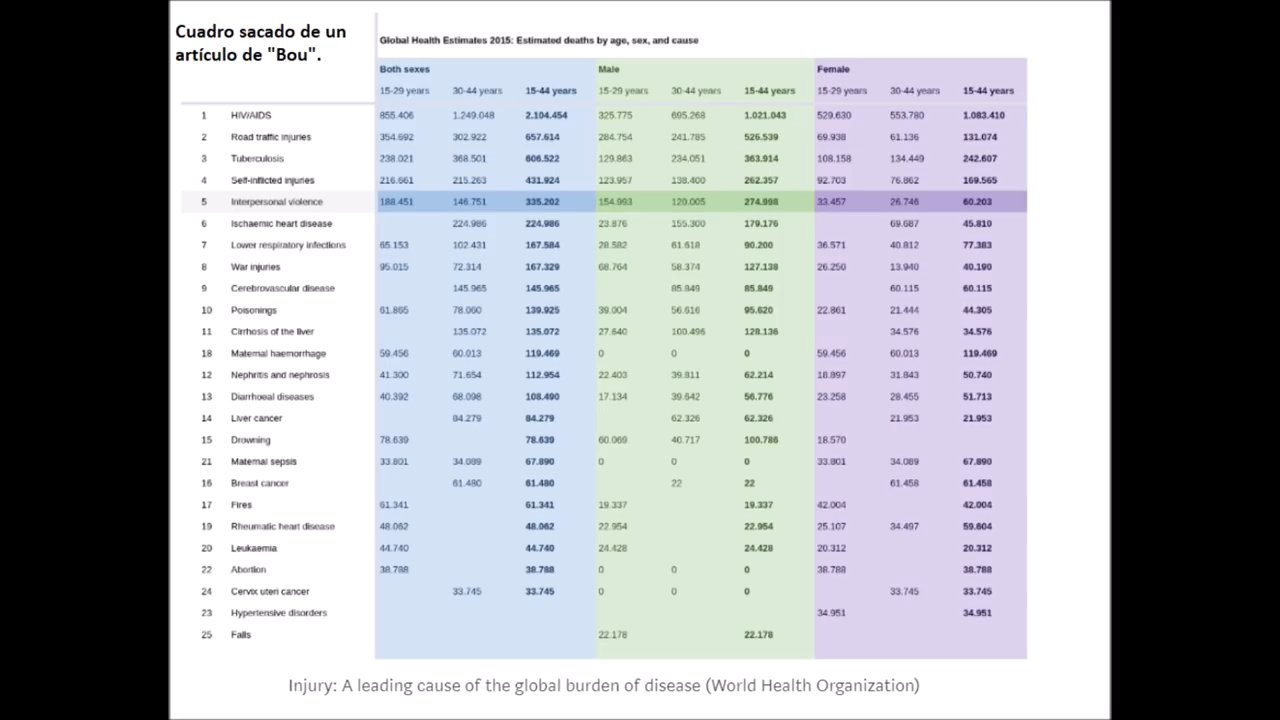 Cuadro sacado de un
artículo de "Bou".
Global Health Estimates 2015: Estimated deaths by age, sex, and cause
Both sexes Male Female
15-29 years 30-44 years 15-44 years 15-29 years 30-44 years 15-44 years 15-29 years 30-44 years 15-44 years
1 HIV/AIDS 855.406 1.249.048 2.104.454 325.775 695.268 1.021.043 529.630 553.780 1.083.410
2 Road traffic injuries 354.692 302.922 657.614 284.754 241.785 526.539 69.938 61.136 131.074
3 Tuberculosis 238.021 368.501 606.522 129.863 234.051 363.914 108.158 134.449 242.607
4 Self-inflicted injuries 216.661 215.263 431.924 123.957 138.400 262.357 92.703 76.862 169.565
5 Interpersonal violence 188.451 146.751 335.202 154.993 120.005 274.998 33.457 26.746 60.203
6 Ischaemic heart disease 224.986 224.986 23.876 155.300 179.176 69.687 45.810
7 Lower respiratory infections 65.153 102.431 167.584 28.582 61.618 90.200 36.571 40.812 77.383
8 War injuries 95.015 72.314 167.329 68.764 58.374 127.138 26.250 13.940 40.190
9 Cerebrovascular disease 145.965 145.965 85.849 85.849 60.115 60.115
10 Poisonings 61.865 78.060 139.925 39.004 56.616 95.620 22.861 21.444 44.305
11 Cirrhosis of the liver 135.072 135.072 27.640 100.496 128.136 34.576 34.576
18 Maternal haemorrhage 59.456 60.013 119.469 0 0 0 59.456 60.013 119.469
12 Nephritis and nephrosis 41.300 71.654 112.954 22.403 39.811 62.214 18.897 31.843 50.740
13 Diarrhoeal diseases 40.392 68.098 108.490 17.134 39.642 56.776 23.258 28.455 51.713
14 Liver cancer 84.279 84.279 62.326 62.326 21.953 21.953
15 Drowning 78.639 78.639 60.069 40.717 100.786 18.570
21 Maternal sepsis 33.801 34.089 67.890 0 0 0 33.801 34.089 67.890
16 Breast cancer 61.480 61.480 22 22 61.458 61.458
17 Fires 61.341 61.341 19.337 19.337 42.004 42.004
19 Rheumatic heart disease 48.062 48.062 22.954 22.954 25.107 34.497 59.604
20 Leukaemia 44.740 44.740 24.428 24.428 20.312 20.312
22 Abortion 38.788 38.788 0 0 0 38.788 38.788
24 Cervix uteri cancer 33.745 33.745 0 0 0 33.745 33.745
23 Hypertensive disorders 34.951 34.951
25 Falls 22.178 22.178
Injury: A leading cause of the global burden of disease (World Health Organization)